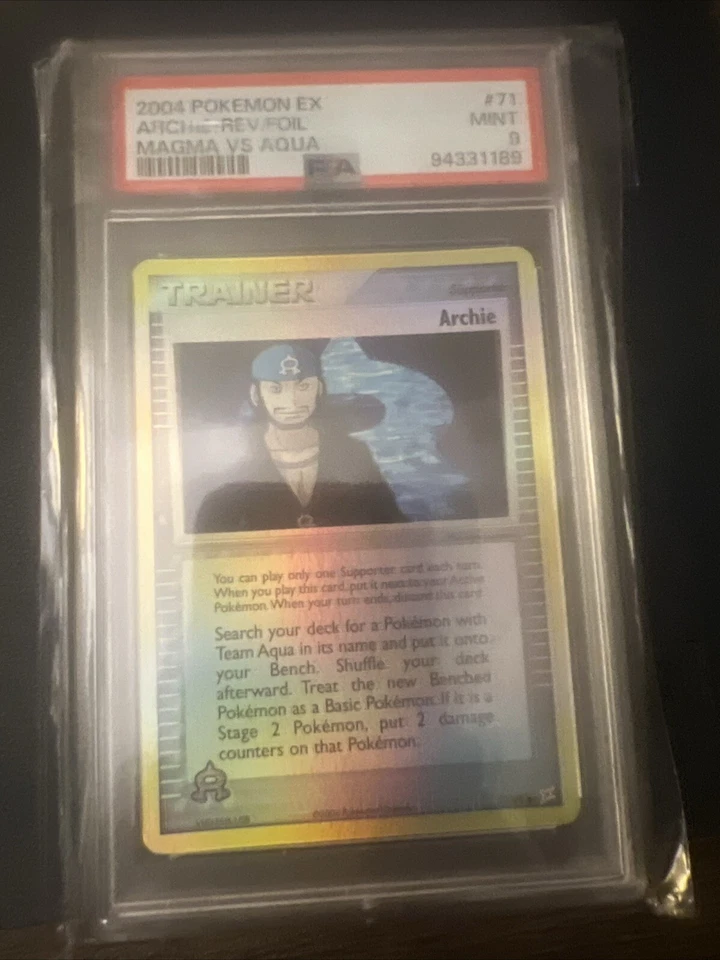 2004 POKEMON EX #71
ARCHIE-REV.FOIL MINT
MAGMA VS AQUA 9
PSA 94331189
TRAINER Supporter
Archie
You can play only one Supporter card each turn.
When you play this card, put it next to your Active
Pokémon. When your turn ends, discard this card.
Search your deck for a Pokémon with
Team Aqua in its name and put it onto
your Bench. Shuffle your deck
afterward. Treat the new Benched
Pokémon as a Basic Pokémon. If it is a
Stage 2 Pokémon, put 2 damage
counters on that Pokémon.